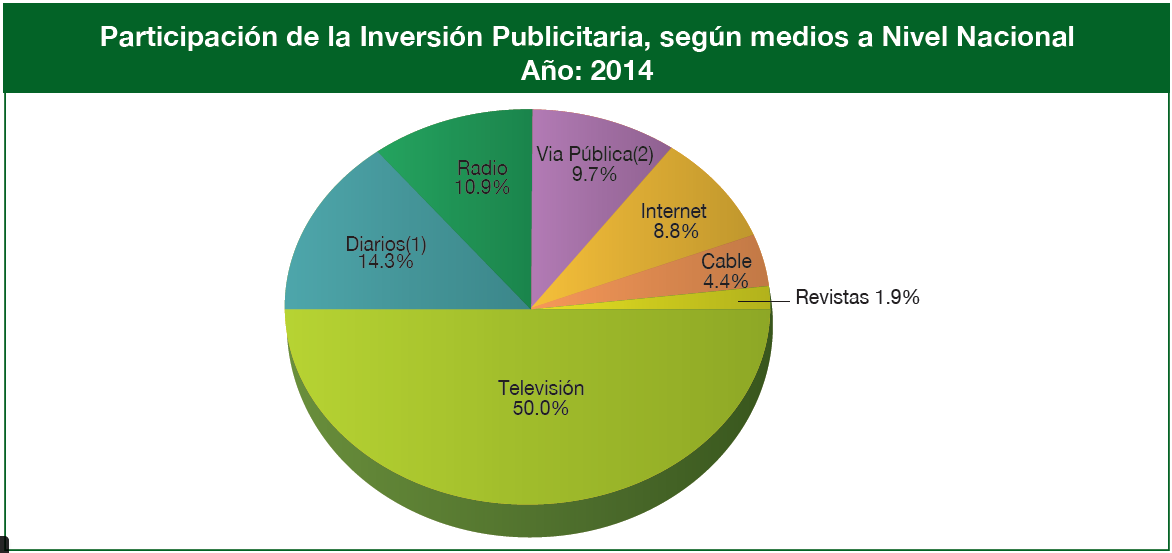 Participación de la Inversión Publicitaria, según medios a Nivel Nacional
Año: 2014
Radio
10.9%
Via Pública(2)
9.7%
Internet
8.8%
Diarios(1)
14.3%
Cable
4.4%
Revistas 1.9%
Televisión
50.0%